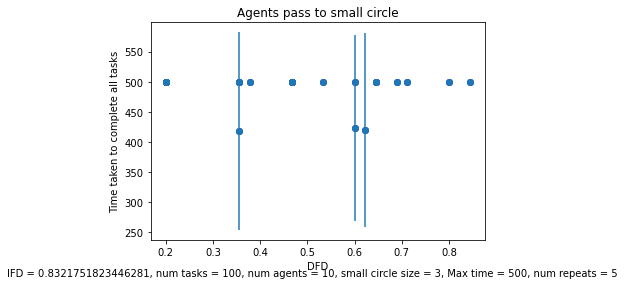 Agents pass to small circle
Time taken to complete all tasks
550
500
450
400
350
300
250
0.2 0.3 0.4 0.5 0.6 0.7 0.8
DFD
IFD = 0.8321751823446281, num tasks = 100, num agents = 10, small circle size = 3, Max time = 500, num repeats = 5